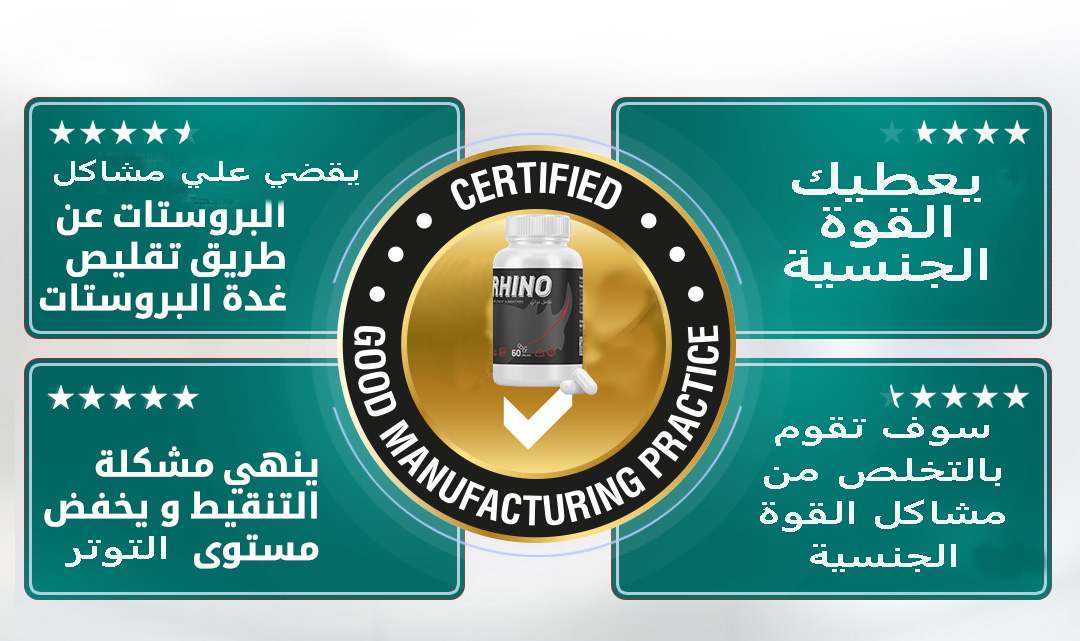 يقضي علي مشاكل
البروستات عن
طريق تقليص
غدة البروستات
يعطيك
القوة
الجنسية
CERTIFIED
GOOD MANUFACTURING PRACTICE
RHINO
60
ينهي مشكلة
التنقيط و يخفض
مستوى التوتر
سوف تقوم
بالتخلص من
مشاكل القوة
الجنسية